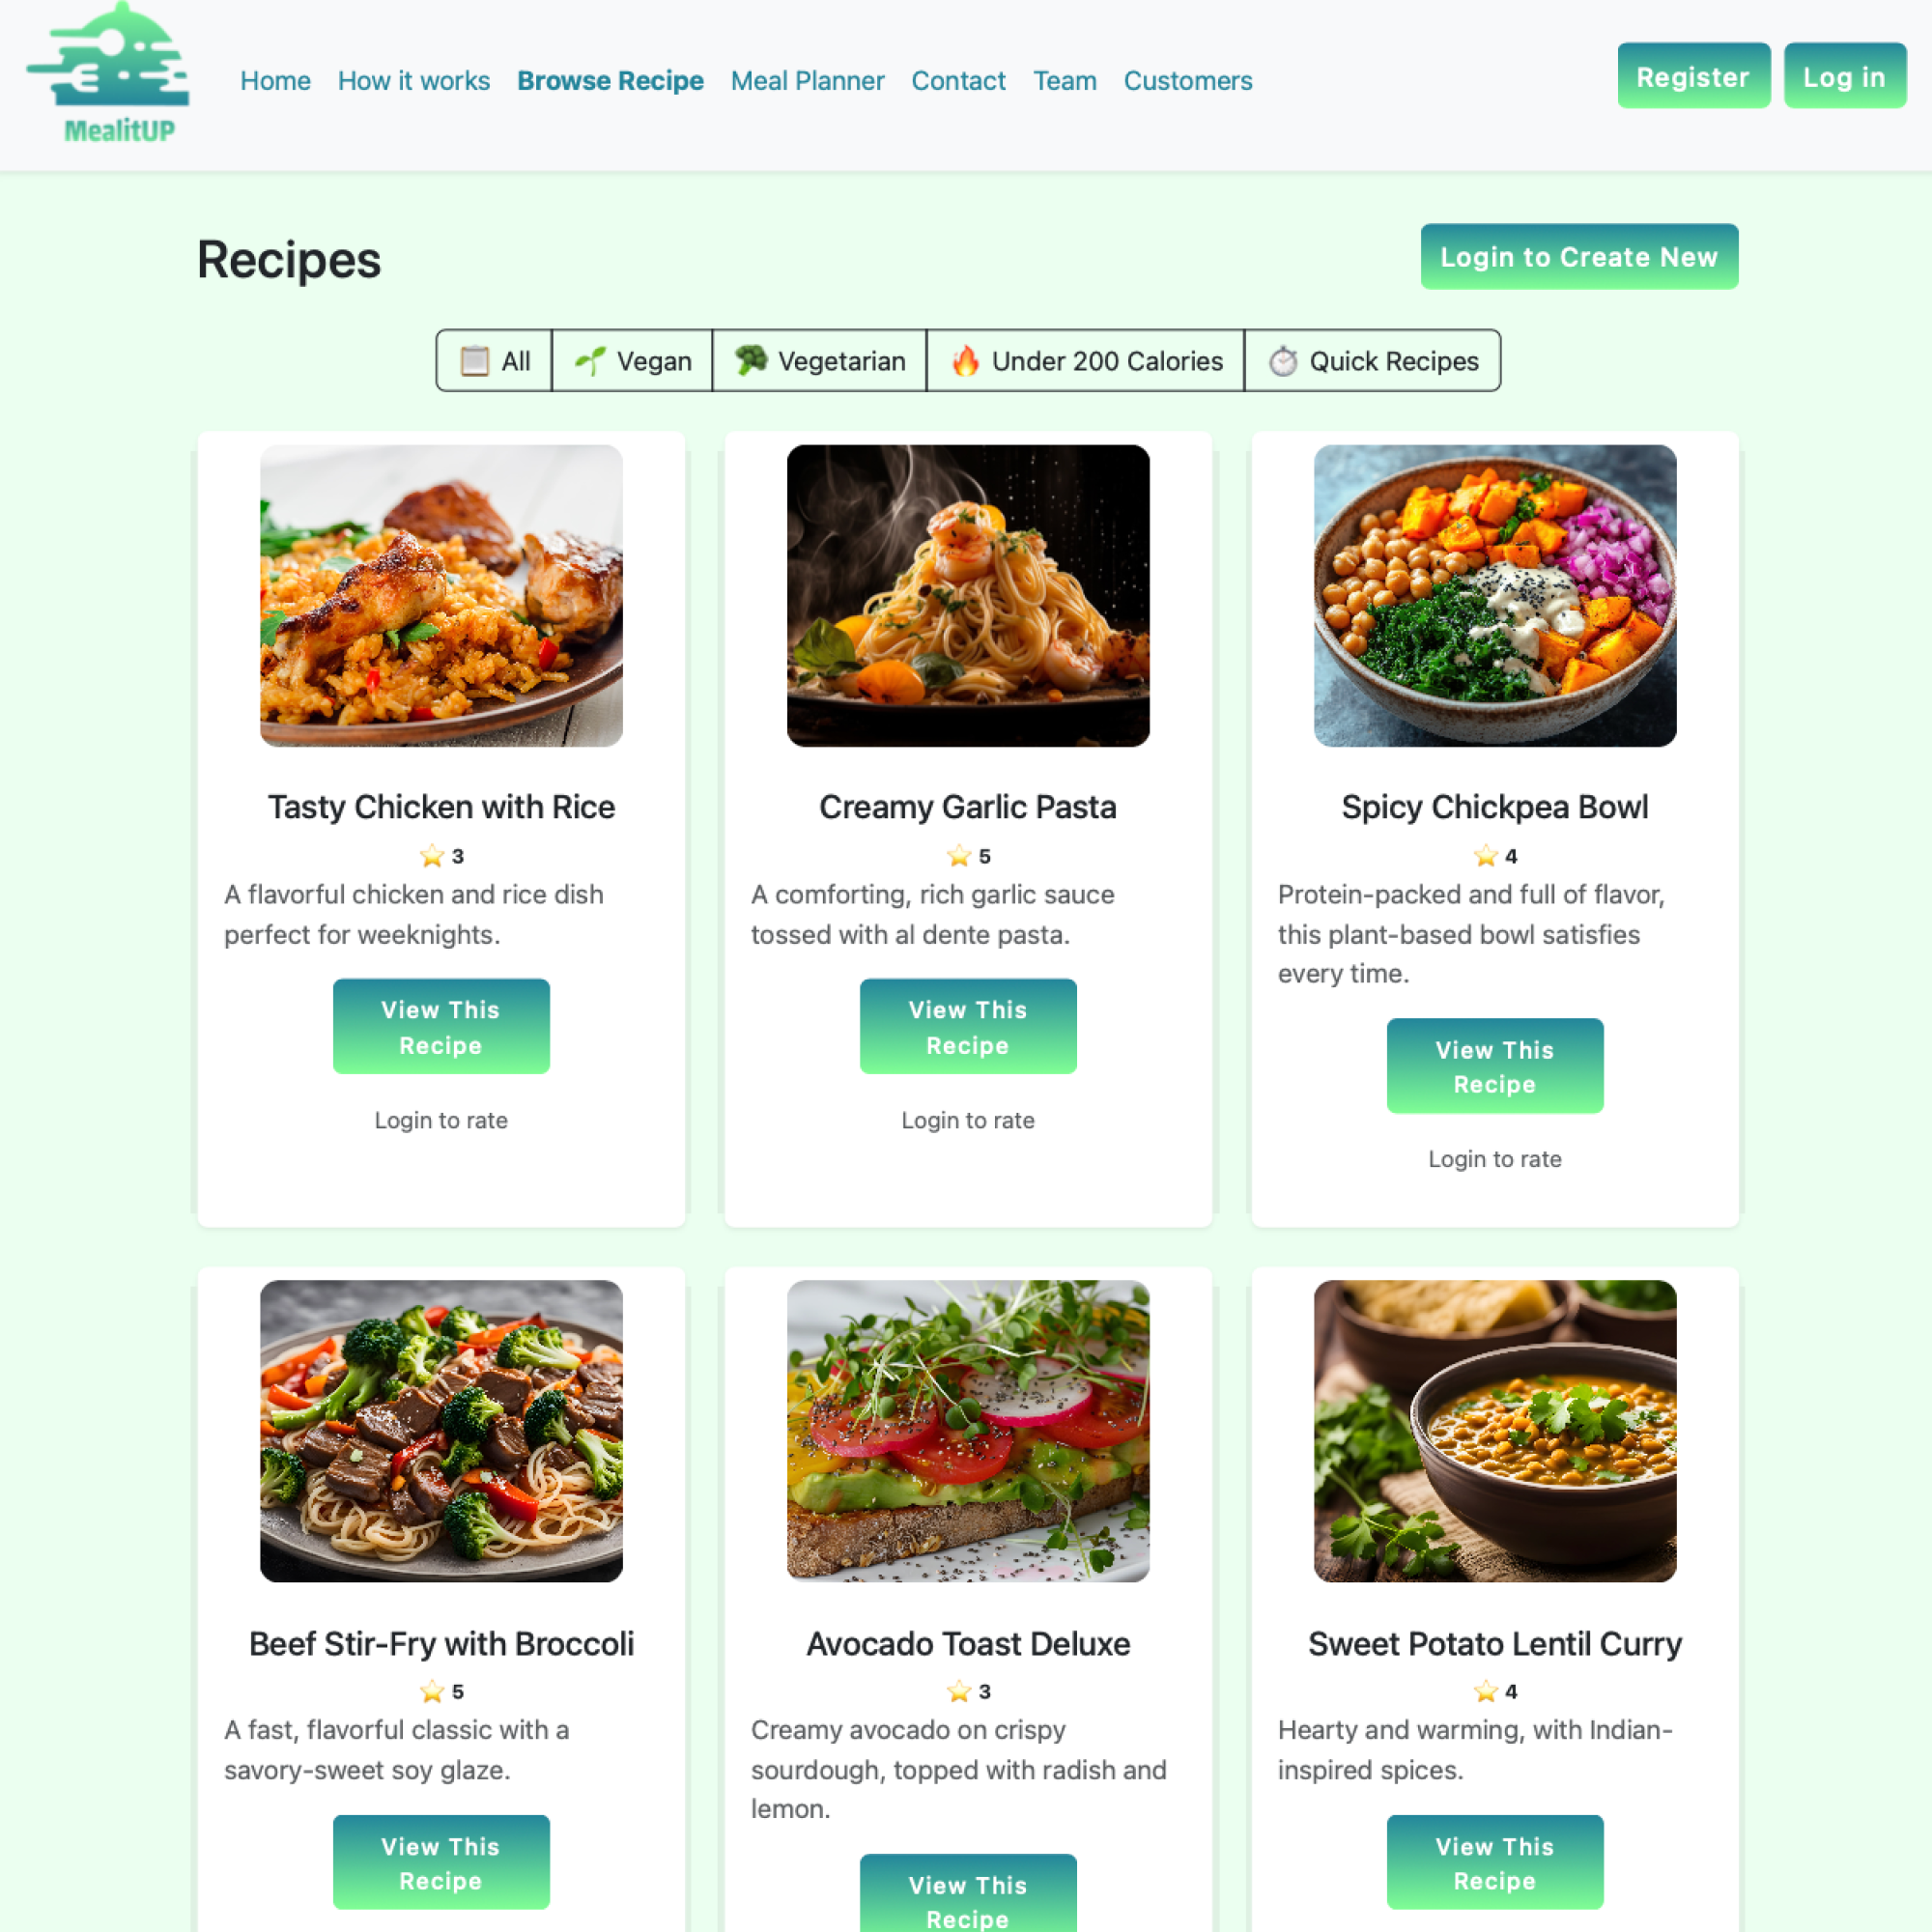 MealitUP
Home How it works Browse Recipe Meal Planner Contact Team Customers
Register Log in
Recipes
Login to Create New
All Vegan Vegetarian Under 200 Calories Quick Recipes
Tasty Chicken with Rice
3
A flavorful chicken and rice dish
perfect for weeknights.
View This
Recipe
Login to rate
Creamy Garlic Pasta
5
A comforting, rich garlic sauce
tossed with al dente pasta.
View This
Recipe
Login to rate
Spicy Chickpea Bowl
4
Protein-packed and full of flavor,
this plant-based bowl satisfies
every time.
View This
Recipe
Login to rate
Beef Stir-Fry with Broccoli
5
A fast, flavorful classic with a
savory-sweet soy glaze.
View This
Recipe
Avocado Toast Deluxe
3
Creamy avocado on crispy
sourdough, topped with radish and
lemon.
View This
Recipe
Sweet Potato Lentil Curry
4
Hearty and warming, with Indian-
inspired spices.
View This
Recipe